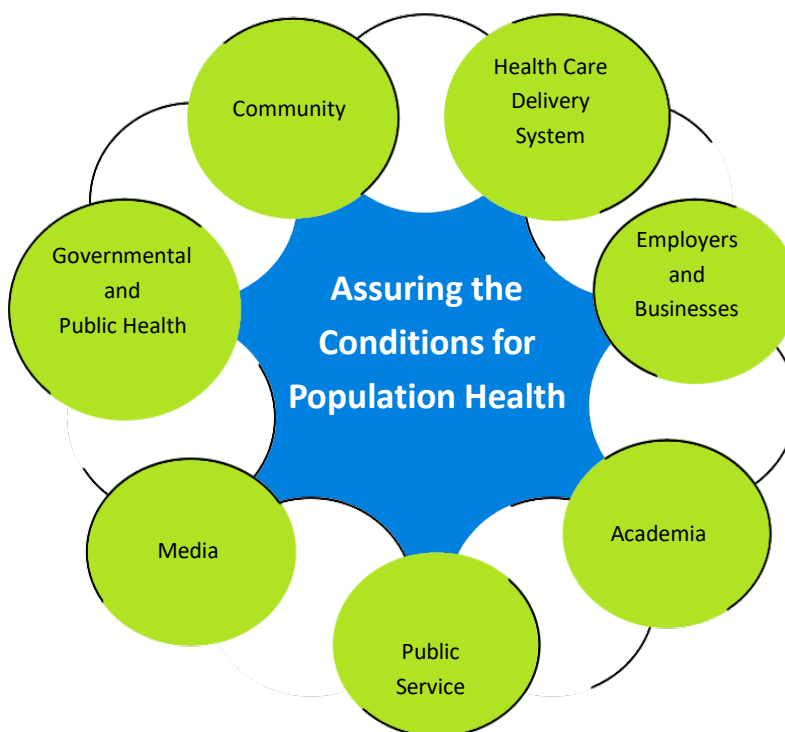 Community
Health Care
Delivery
System
Governmental
and
Public Health
Assuring the
Conditions for
Population Health
Employers
and
Businesses
Media
Academia
Public
Service